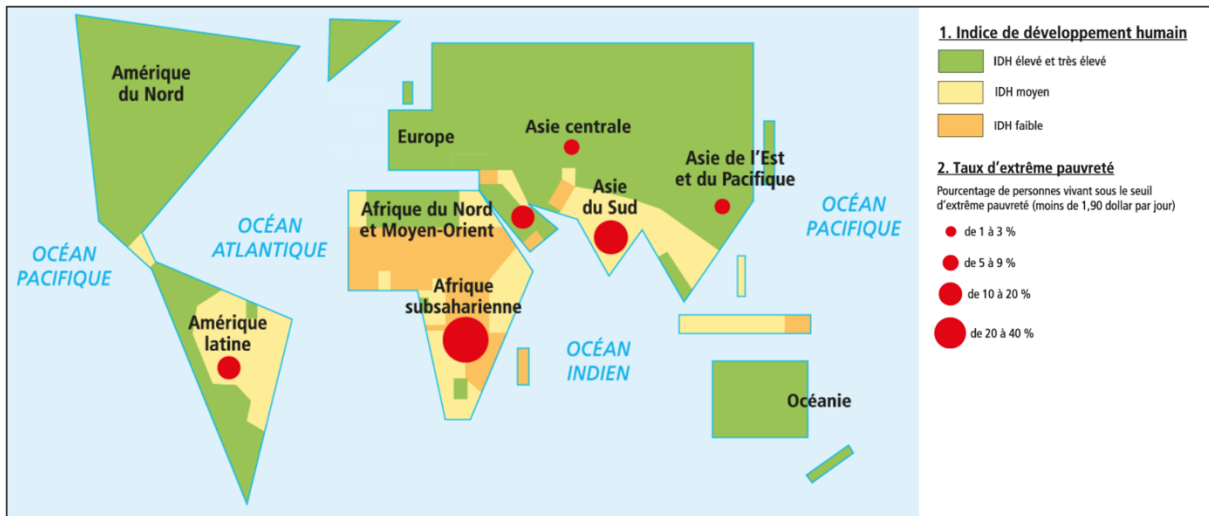 Amérique
du Nord
Europe
Asie centrale
Asie de l'Est
et du Pacifique
Asie
du Sud
Afrique du Nord
et Moyen-Orient
OCÉAN
ATLANTIQUE
OCÉAN
PACIFIQUE
OCÉAN
PACIFIQUE
Afrique
subsaharienne
Amérique
latine
OCÉAN
INDIEN
Océanie
1. Indice de développement humain
IDH élevé et très élevé
IDH moyen
IDH faible
2. Taux d'extrême pauvreté
Pourcentage de personnes vivant sous le seuil
d'extrême pauvreté (moins de 1,90 dollar par jour)
de 1 à 3 %
de 5 à 9 %
de 10 à 20 %
de 20 à 40 %